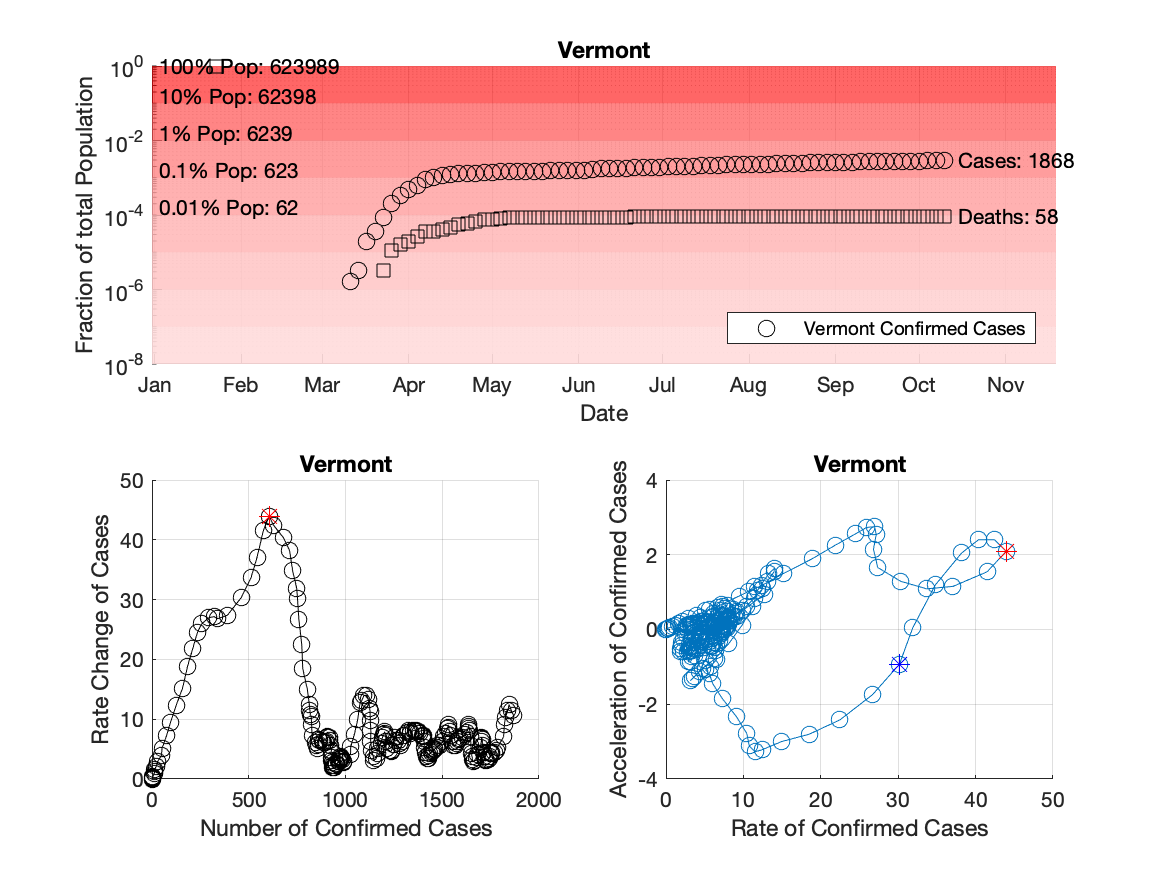 Vermont
10^0
10^-2
10^-4
10^-6
10^-8
Fraction of total Population
100% Pop: 623989
10% Pop: 62398
1% Pop: 6239
0.1% Pop: 623
0.01% Pop: 62
Cases: 1868
Deaths: 58
Vermont Confirmed Cases
Jan Feb Mar Apr May Jun Jul Aug Sep Oct Nov
Date
Vermont
50
40
30
20
10
0
Rate Change of Cases
0 500 1000 1500 2000
Number of Confirmed Cases
Vermont
4
2
0
-2
-4
Acceleration of Confirmed Cases
0 10 20 30 40 50
Rate of Confirmed Cases